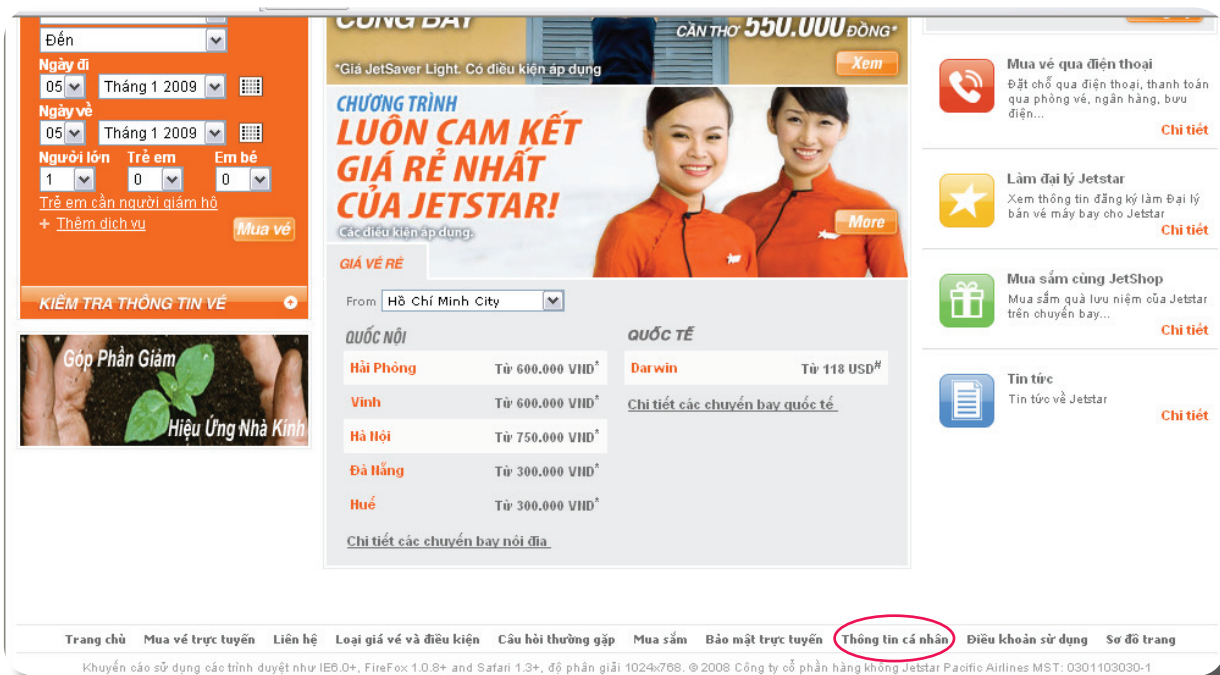 Đến
Ngày đi
05 Tháng 1 2009
Ngày về
05 Tháng 1 2009
Người lớn Trẻ em Em bé
1 0 0
Trẻ em cần người giám hộ
+ Thêm dịch vụ
Mua vé
KIỂM TRA THÔNG TIN VÉ
Góp Phần Giảm
Hiệu Ứng Nhà Kính
CÙNG BAY
CẦN THƠ 550.000 ĐỒNG*
*Giá JetSaver Light. Có điều kiện áp dụng
Xem
CHƯƠNG TRÌNH
LUÔN CAM KẾT
GIÁ RẺ NHẤT
CỦA JETSTAR!
Các điều kiện áp dụng.
More
GIÁ VÉ RẺ
From Hồ Chí Minh City
QUỐC NỘI
Hải Phòng Từ 600.000 VND*
Vinh Từ 600.000 VND*
Hà Nội Từ 750.000 VND*
Đà Nẵng Từ 300.000 VND*
Huế Từ 300.000 VND*
Chi tiết các chuyến bay nội địa
QUỐC TẾ
Darwin Từ 118 USD#
Chi tiết các chuyến bay quốc tế
Mua vé qua điện thoại
Đặt chỗ qua điện thoại, thanh toán
qua phòng vé, ngân hàng, bưu
điện...
Chi tiết
Làm đại lý Jetstar
Xem thông tin đăng ký làm Đại lý
bán vé máy bay cho Jetstar
Chi tiết
Mua sắm cùng JetShop
Mua sắm quà lưu niệm của Jetstar
trên chuyến bay...
Chi tiết
Tin tức
Tin tức về Jetstar
Chi tiết
Trang chủ Mua vé trực tuyến Liên hệ Loại giá vé và điều kiện Câu hỏi thường gặp Mua sắm Bảo mật trực tuyến Thông tin cá nhân Điều khoản sử dụng Sơ đồ trang
Khuyến cáo sử dụng các trình duyệt như IE6.0+, FireFox 1.0.8+ and Safari 1.3+, độ phân giải 1024x768. © 2008 Công ty cổ phần hàng không Jetstar Pacific Airlines MST: 0301103030-1